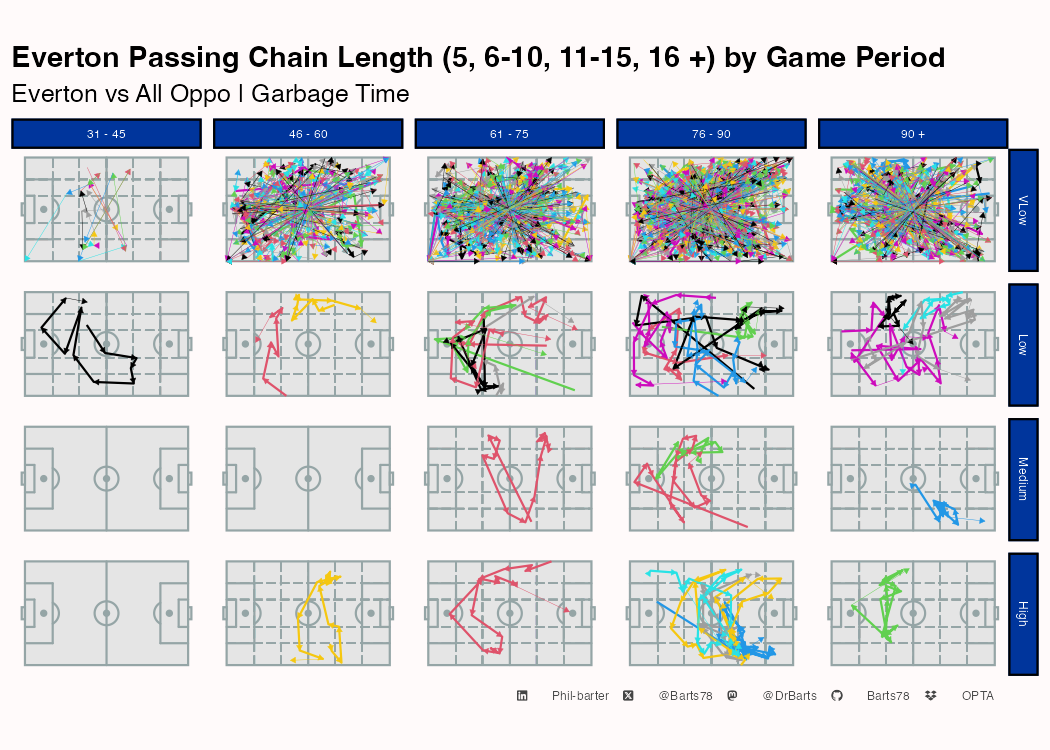 Everton Passing Chain Length (5, 6-10, 11-15, 16 +) by Game Period
Everton vs All Oppo I Garbage Time
31 - 45
46 - 60
61 - 75
76 - 90
90 +
VLow
Low
Medium
High
Phil-barter @Barts78 @DrBarts Barts78 OPTA